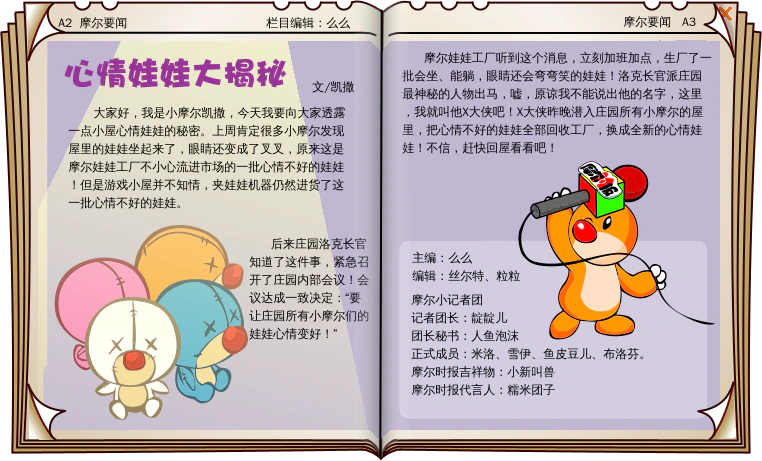 A2 摩尔要闻
栏目编辑：么么
心情娃娃大揭秘
文/凯撒
大家好，我是小摩尔凯撒，今天我要向大家透露
一点小屋心情娃娃的秘密。上周肯定很多小摩尔发现
屋里的娃娃坐起来了，眼睛还变成了叉叉，原来这是
摩尔娃娃工厂不小心流进市场的一批心情不好的娃娃
！但是游戏小屋并不知情，夹娃娃机器仍然进货了这
一批心情不好的娃娃。
后来庄园洛克长官
知道了这件事，紧急召
开了庄园内部会议！会
议达成一致决定：“要
让庄园所有小摩尔们的
娃娃心情变好！”
摩尔要闻 A3
摩尔娃娃工厂听到这个消息，立刻加班加点，生产了一
批会坐、能躺，眼睛还会弯弯笑的娃娃！洛克长官派庄园
最神秘的人物出马，嘘，原谅我不能说出他的名字，这里
，我就叫他X大侠吧！X大侠昨晚潜入庄园所有小摩尔的屋
里，把心情不好的娃娃全部回收工厂，换成全新的心情娃
娃！不信，赶快回屋看看吧！
主编：么么
编辑：丝尔特、粒粒
摩尔小记者团
记者团长：靛靛儿
团长秘书：人鱼泡沫
正式成员：米洛、雪伊、鱼皮豆儿、布洛芬。
摩尔时报吉祥物：小新叫兽
摩尔时报代言人：糯米团子